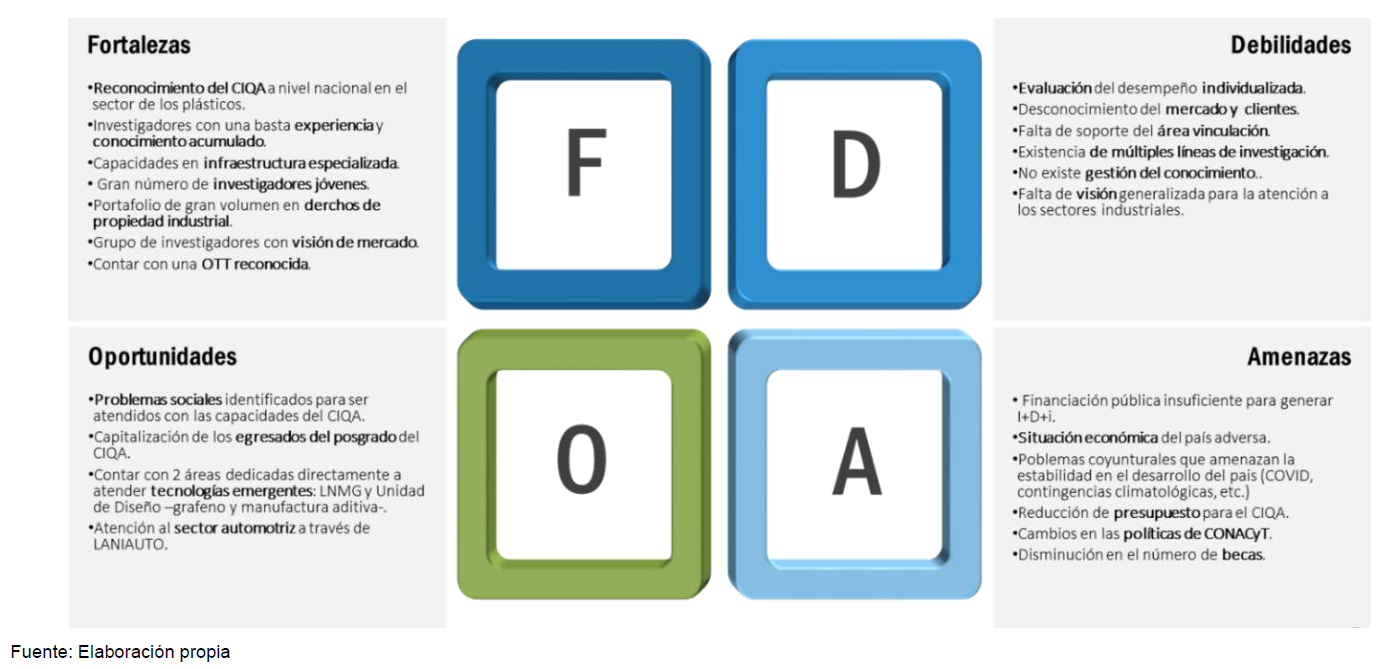 Fortalezas
•Reconocimiento del CIQA a nivel nacional en el
sector de los plásticos.
•Investigadores con una basta experiencia y
conocimiento acumulado.
•Capacidades en infraestructura especializada.
• Gran número de investigadores jóvenes.
•Portafolio de gran volumen en derchos de
propiedad industrial.
•Grupo de investigadores con visión de mercado.
•Contar con una OTT reconocida.
F
D
Debilidades
•Evaluación del desempeño individualizada.
•Desconocimiento del mercado y clientes.
•Falta de soporte del área vinculación.
•Existencia de múltiples líneas de investigación.
•No existe gestión del conocimiento..
•Falta de visión generalizada para la atención a
los sectores industriales.
Oportunidades
•Problemas sociales identificados para ser
atendidos con las capacidades del CIQA.
•Capitalización de los egresados del posgrado del
CIQA.
•Contar con 2 áreas dedicadas directamente a
atender tecnologías emergentes: LNMG y Unidad
de Diseño –grafeno y manufactura aditiva-.
•Atención al sector automotriz a través de
LANIAUTO.
O
A
Amenazas
• Financiación pública insuficiente para generar
I+D+i.
•Situación económica del país adversa.
•Poblemas coyunturales que amenazan la
estabilidad en el desarrollo del pais (COVID,
contingencias climatológicas, etc.)
•Reducción de presupuesto para el CIQA.
•Cambios en las políticas de CONACyT.
•Disminución en el número de becas.
Fuente: Elaboración propia